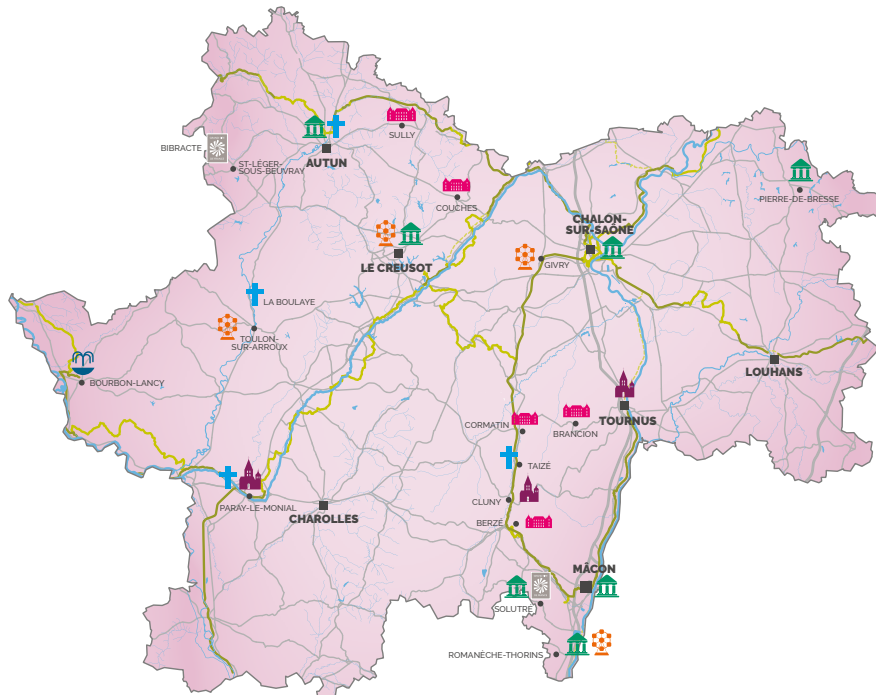 SULLY
BIBRACTE
AUTUN
ST-LÉGER-
SOUS-BEUVRAY
PIERRE-DE-BRESSE
COUCHES
CHALON-
SUR-SAÔNE
GIVRY
LE CREUSOT
LA BOULAYE
TOULON-
SUR-ARROUX
LOUHANS
BOURBON-LANCY
TOURNUS
CORMATIN
BRANCION
TAIZÉ
CLUNY
PARAY-LE-MONIAL
CHAROLLES
BERZÉ
MÂCON
SOLUTRÉ
ROMANÈCHE-THORINS